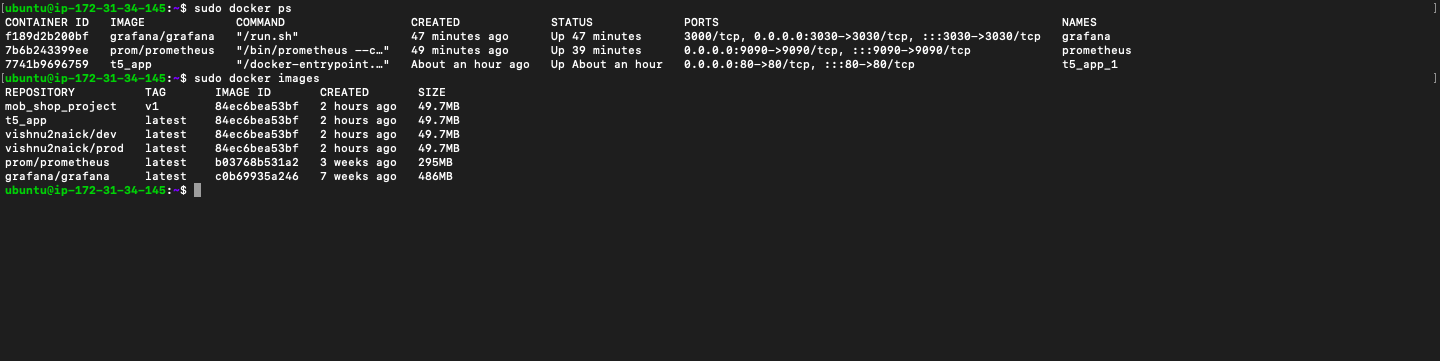 [ubuntu@ip-172-31-34-145:~$ sudo docker ps ]
CONTAINER ID   IMAGE             COMMAND                  CREATED             STATUS             PORTS                                               NAMES
f189d2b200bf   grafana/grafana   "/run.sh"                47 minutes ago      Up 47 minutes      3000/tcp, 0.0.0.0:3030->3030/tcp, :::3030->3030/tcp   grafana
7b6b243399ee   prom/prometheus   "/bin/prometheus --c…"   49 minutes ago      Up 39 minutes      0.0.0.0:9090->9090/tcp, :::9090->9090/tcp             prometheus
7741b9696759   t5_app            "/docker-entrypoint.…"   About an hour ago   Up About an hour   0.0.0.0:80->80/tcp, :::80->80/tcp                     t5_app_1
[ubuntu@ip-172-31-34-145:~$ sudo docker images ]
REPOSITORY          TAG       IMAGE ID       CREATED       SIZE
mob_shop_project    v1        84ec6bea53bf   2 hours ago   49.7MB
t5_app              latest    84ec6bea53bf   2 hours ago   49.7MB
vishnu2naick/dev    latest    84ec6bea53bf   2 hours ago   49.7MB
vishnu2naick/prod   latest    84ec6bea53bf   2 hours ago   49.7MB
prom/prometheus     latest    b03768b531a2   3 weeks ago   295MB
grafana/grafana     latest    c0b69935a246   7 weeks ago   486MB
ubuntu@ip-172-31-34-145:~$